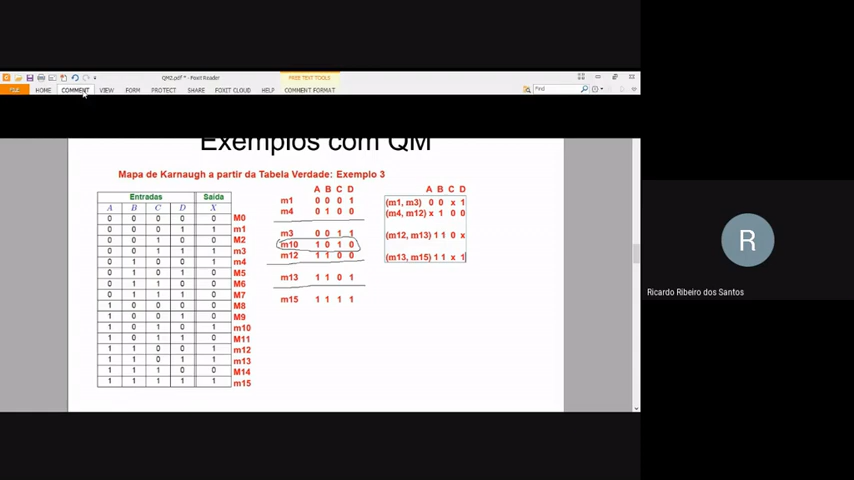 QM2.pdf * - Foxit Reader
FREE TEXT TOOLS
HOME COMMENT VIEW FORM PROTECT SHARE FOXIT CLOUD HELP COMMENT FORMAT
Find
Exemplos com QM
Mapa de Karnaugh a partir da Tabela Verdade: Exemplo 3
Entradas Saída
A B C D X
0 0 0 0 0 M0
0 0 0 1 1 m1
0 0 1 0 0 M2
0 0 1 1 1 m3
0 1 0 0 1 m4
0 1 0 1 0 M5
0 1 1 0 0 M6
0 1 1 1 0 M7
1 0 0 0 0 M8
1 0 0 1 0 M9
1 0 1 0 1 m10
1 0 1 1 0 M11
1 1 0 0 1 m12
1 1 0 1 1 m13
1 1 1 0 0 M14
1 1 1 1 1 m15
A B C D
m1 0 0 0 1
m4 0 1 0 0
m3 0 0 1 1
m10 1 0 1 0
m12 1 1 0 0
m13 1 1 0 1
m15 1 1 1 1
A B C D
(m1, m3) 0 0 x 1
(m4, m12) x 1 0 0
(m12, m13) 1 1 0 x
(m13, m15) 1 1 x 1
R
Ricardo Ribeiro dos Santos